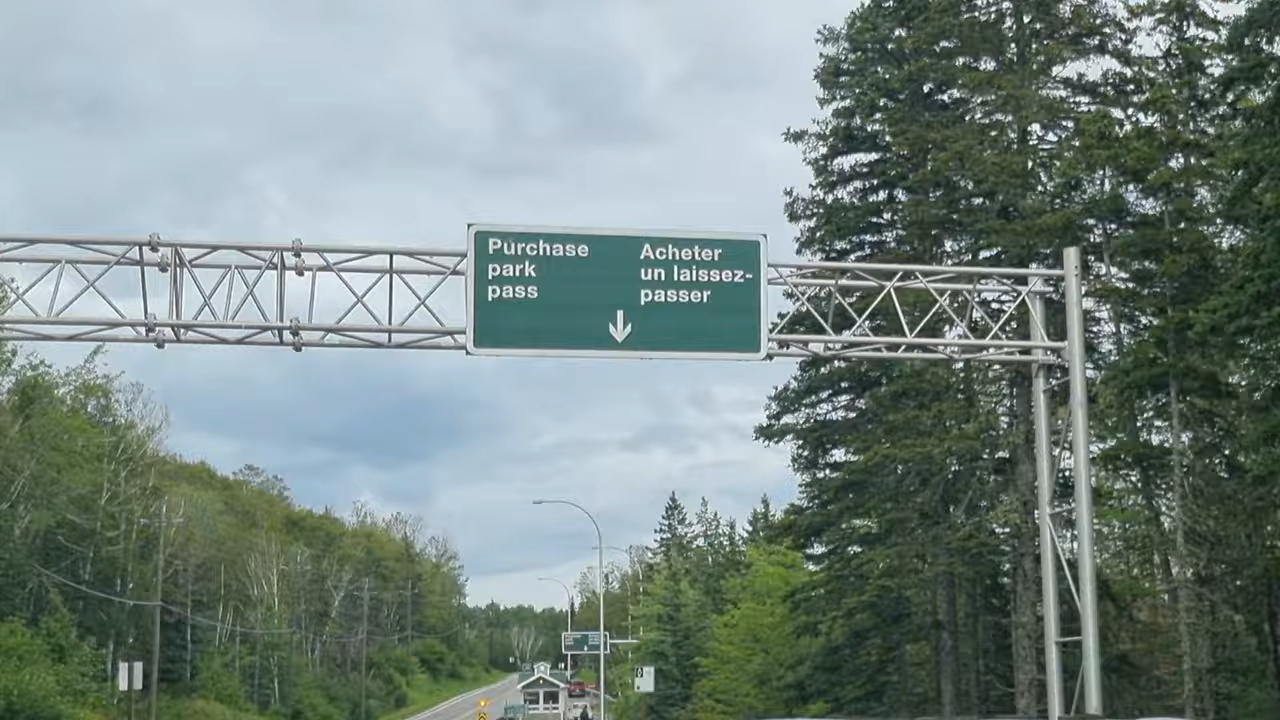 Purchase
park
pass
Acheter
un laissez-
passer